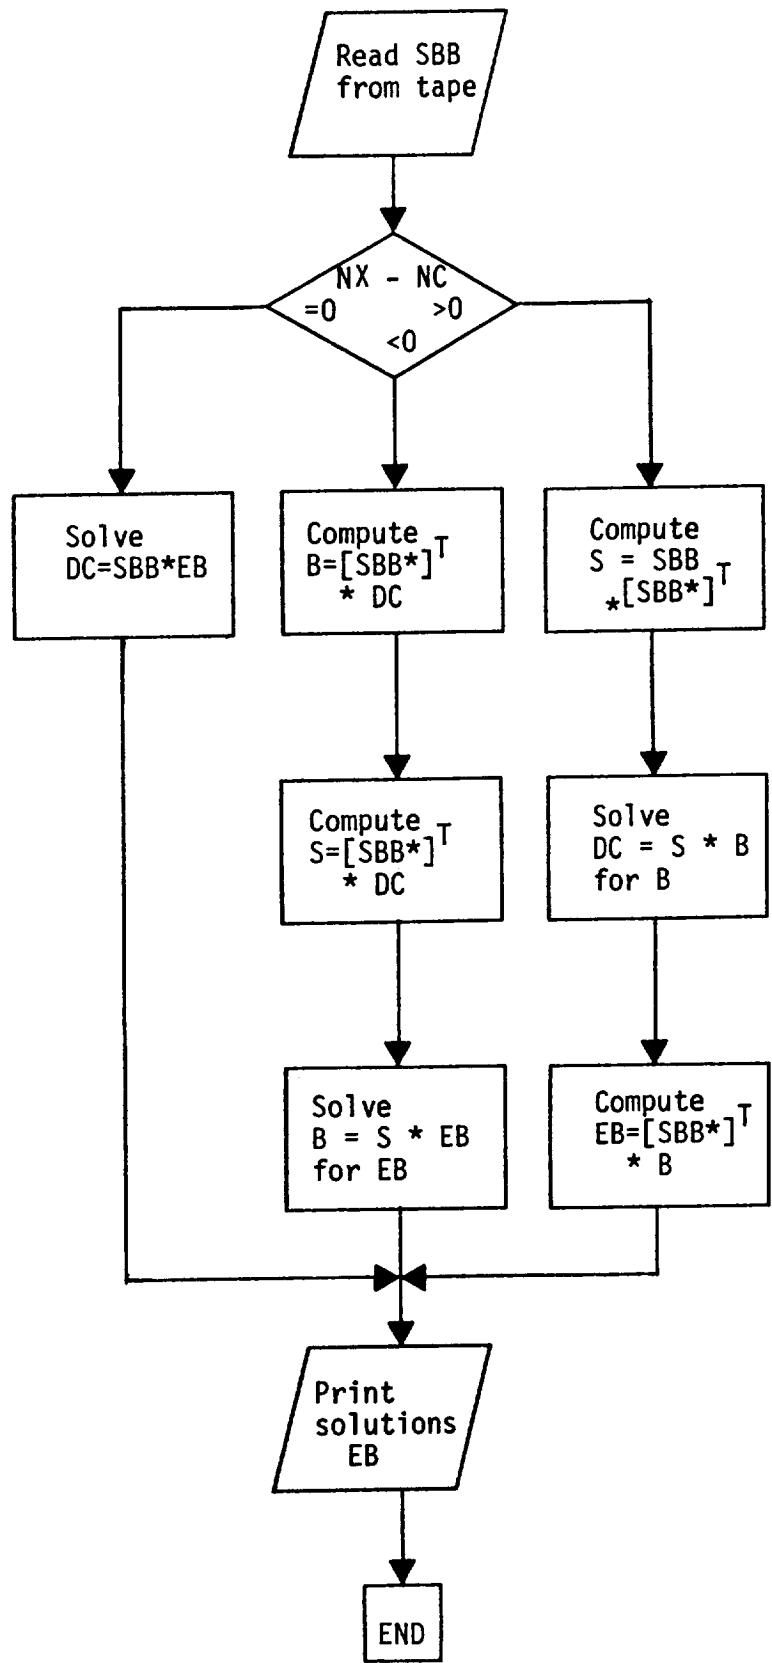 Read SBB
from tape
NX - NC
=0 >0
<0
Solve
DC=SBB*EB
Compute
B=[SBB*]T
* DC
Compute
S = SBB
*[SBB*]T
Compute
S=[SBB*]T
* DC
Solve
DC = S * B
for B
Solve
B = S * EB
for EB
Compute
EB=[SBB*]T
* B
Print
solutions
EB
END